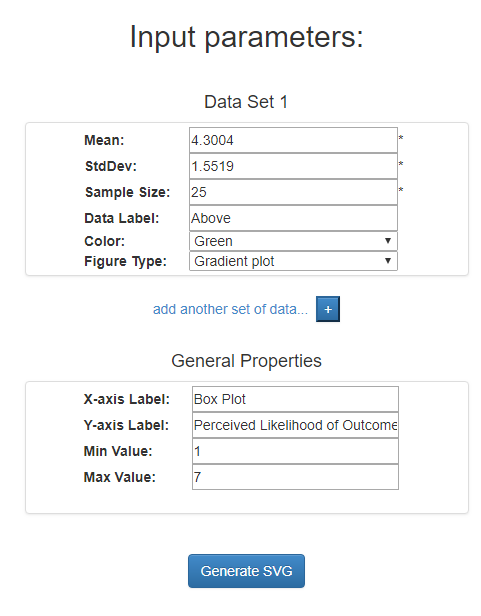 Input parameters:
Data Set 1
Mean: 4.3004 *
StdDev: 1.5519 *
Sample Size: 25 *
Data Label: Above
Color: Green
Figure Type: Gradient plot
add another set of data... +
General Properties
X-axis Label: Box Plot
Y-axis Label: Perceived Likelihood of Outcome
Min Value: 1
Max Value: 7
Generate SVG